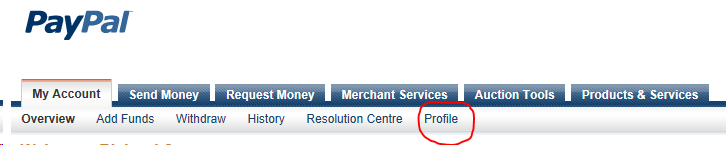 PayPal
My Account Send Money Request Money Merchant Services Auction Tools Products & Services
Overview Add Funds Withdraw History Resolution Centre Profile